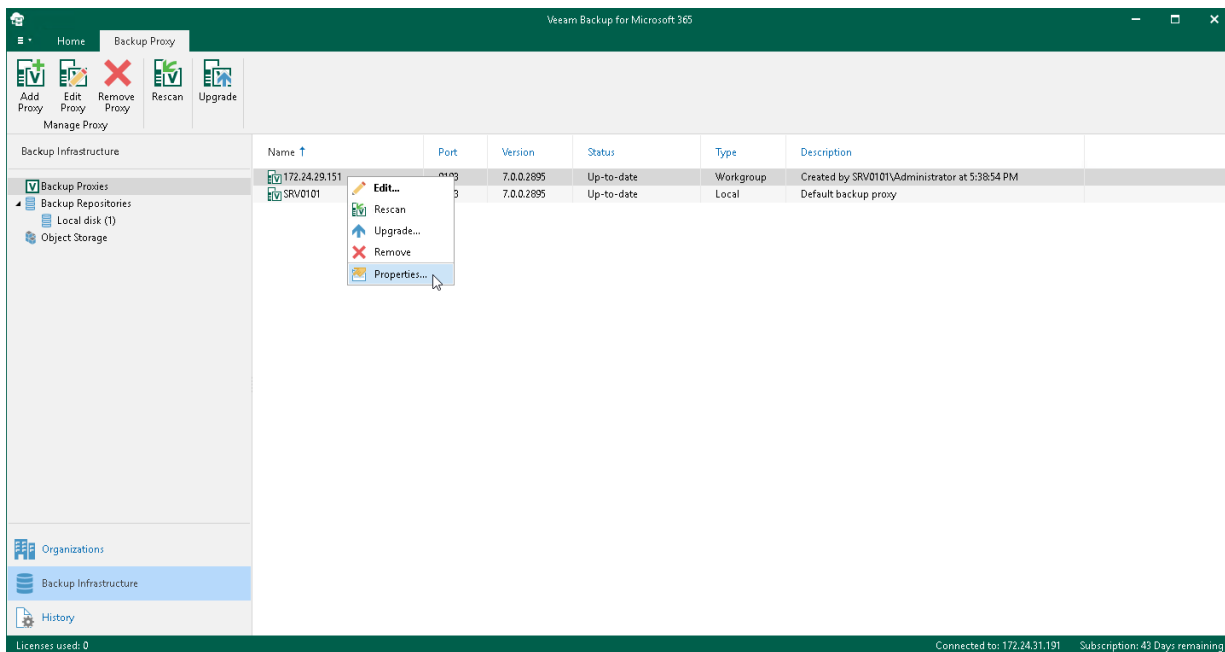 Veeam Backup for Microsoft 365
Home Backup Proxy
Add Proxy Edit Proxy Remove Proxy Rescan Upgrade
Manage Proxy
Backup Infrastructure
Backup Proxies
Backup Repositories
Local disk (1)
Object Storage
Name Port Version Status Type Description
172.24.29.151 7.0.0.2895 Up-to-date Workgroup Created by SRV0101\Administrator at 5:38:54 PM
SRV0101 3 7.0.0.2895 Up-to-date Local Default backup proxy
Edit...
Rescan
Upgrade...
Remove
Properties...
Organizations
Backup Infrastructure
History
Licenses used: 0 Connected to: 172.24.31.191 Subscription: 43 Days remaining